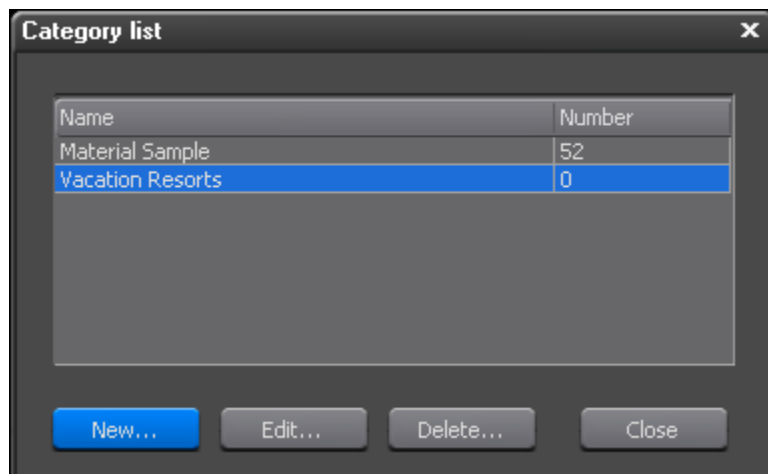 Category list
Name Number
Material Sample 52
Vacation Resorts 0
New... Edit... Delete... Close